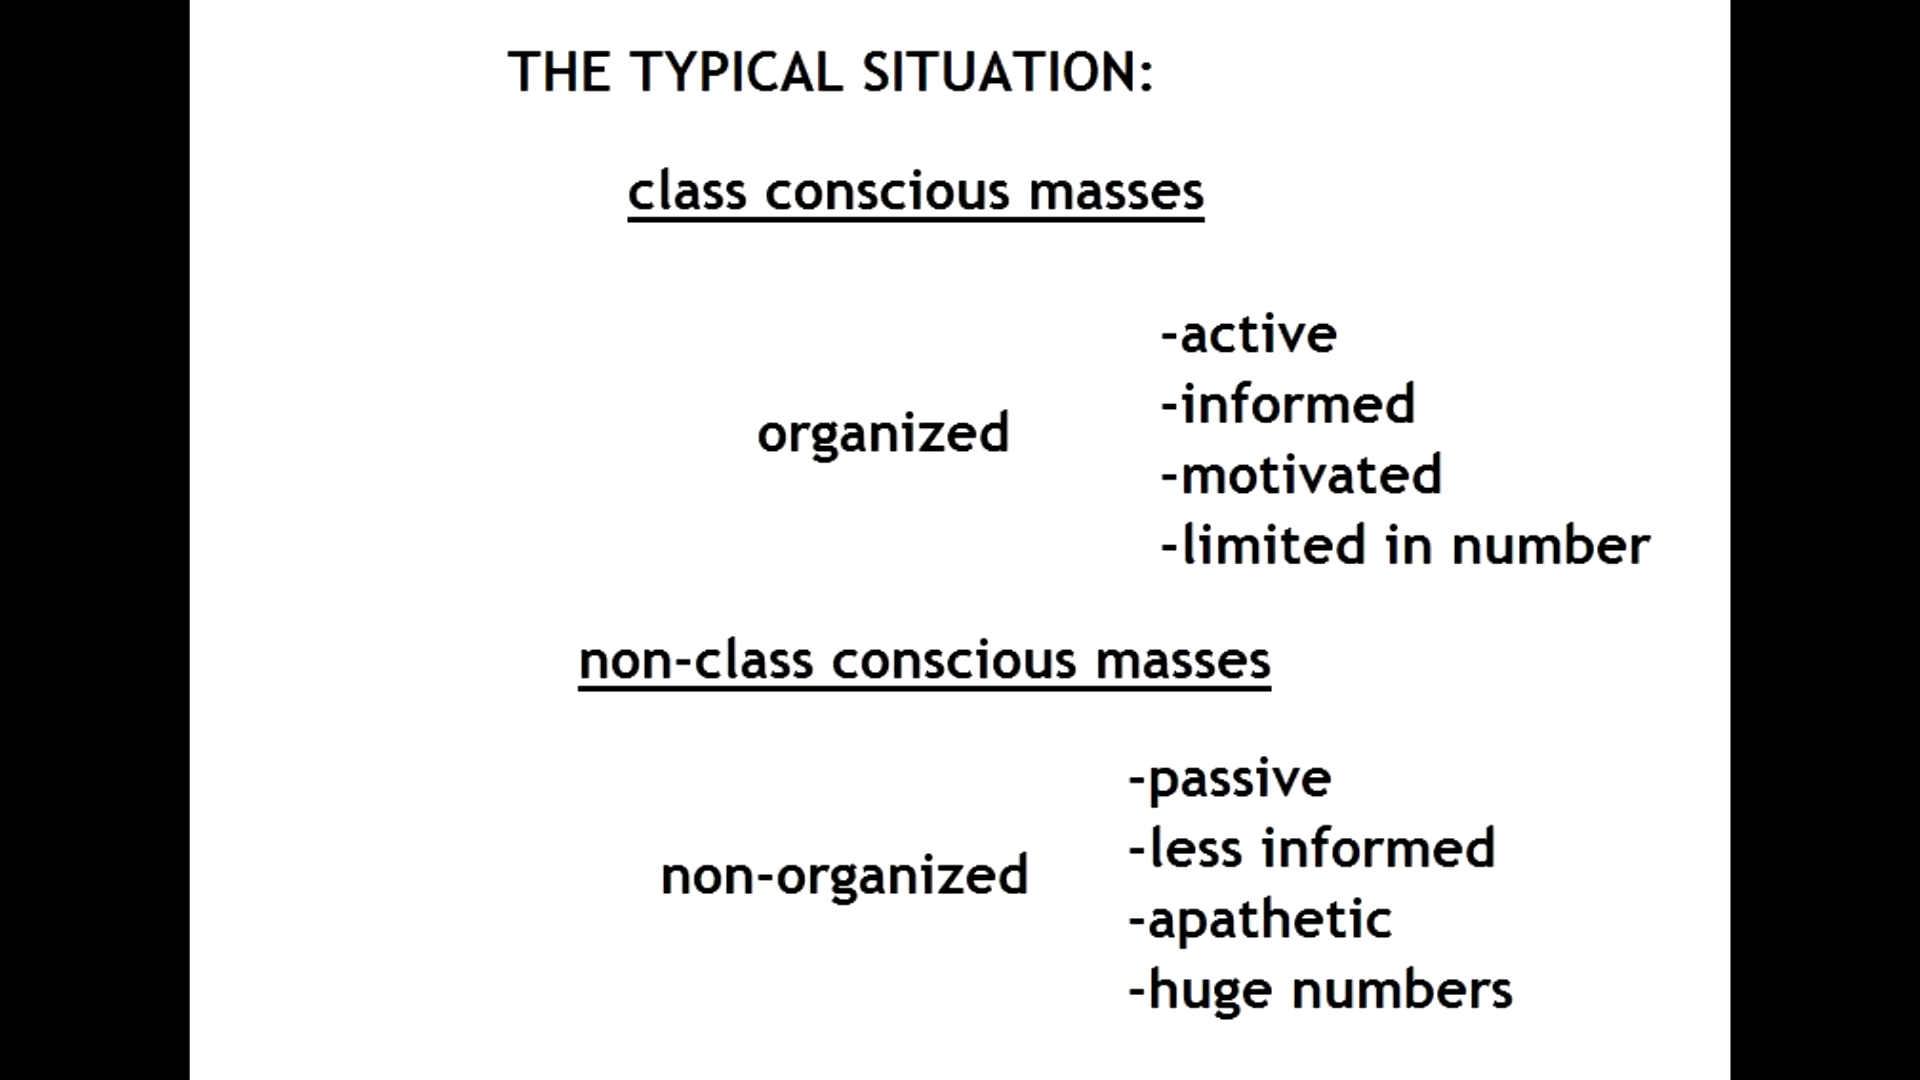 THE TYPICAL SITUATION:
class conscious masses
organized
-active
-informed
-motivated
-limited in number
non-class conscious masses
non-organized
-passive
-less informed
-apathetic
-huge numbers